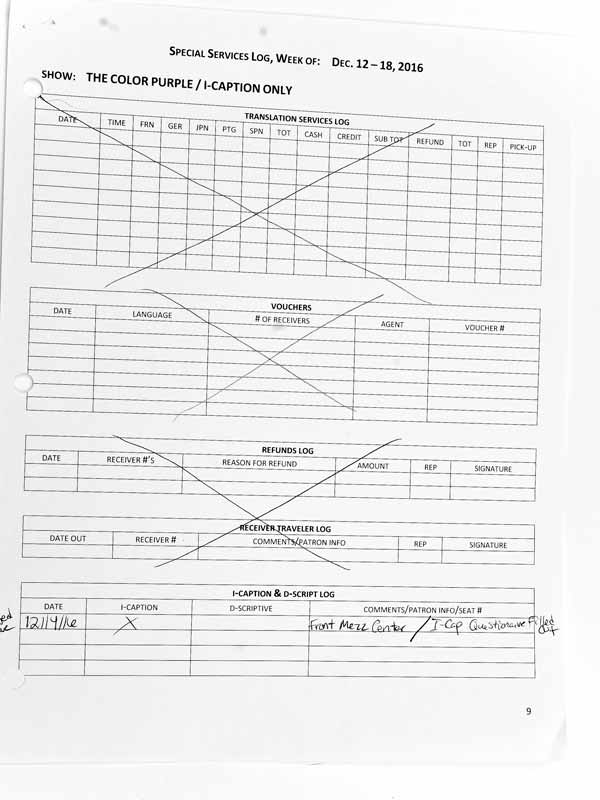 SPECIAL SERVICES LOG, WEEK OF: DEC. 12 – 18, 2016
SHOW: THE COLOR PURPLE / I-CAPTION ONLY
TRANSLATION SERVICES LOG
DATE TIME FRN GER JPN PTG SPN TOT CASH CREDIT SUB TOT REFUND TOT REP PICK-UP
VOUCHERS
DATE LANGUAGE # OF RECEIVERS AGENT VOUCHER #
REFUNDS LOG
DATE RECEIVER #'S REASON FOR REFUND AMOUNT REP SIGNATURE
RECEIVER TRAVELER LOG
DATE OUT RECEIVER # COMMENTS/PATRON INFO REP SIGNATURE
I-CAPTION & D-SCRIPT LOG
DATE I-CAPTION D-SCRIPTIVE COMMENTS/PATRON INFO/SEAT #
12/14/16 X Front Mezz Center / I-Cap Questionaire Filled out
9